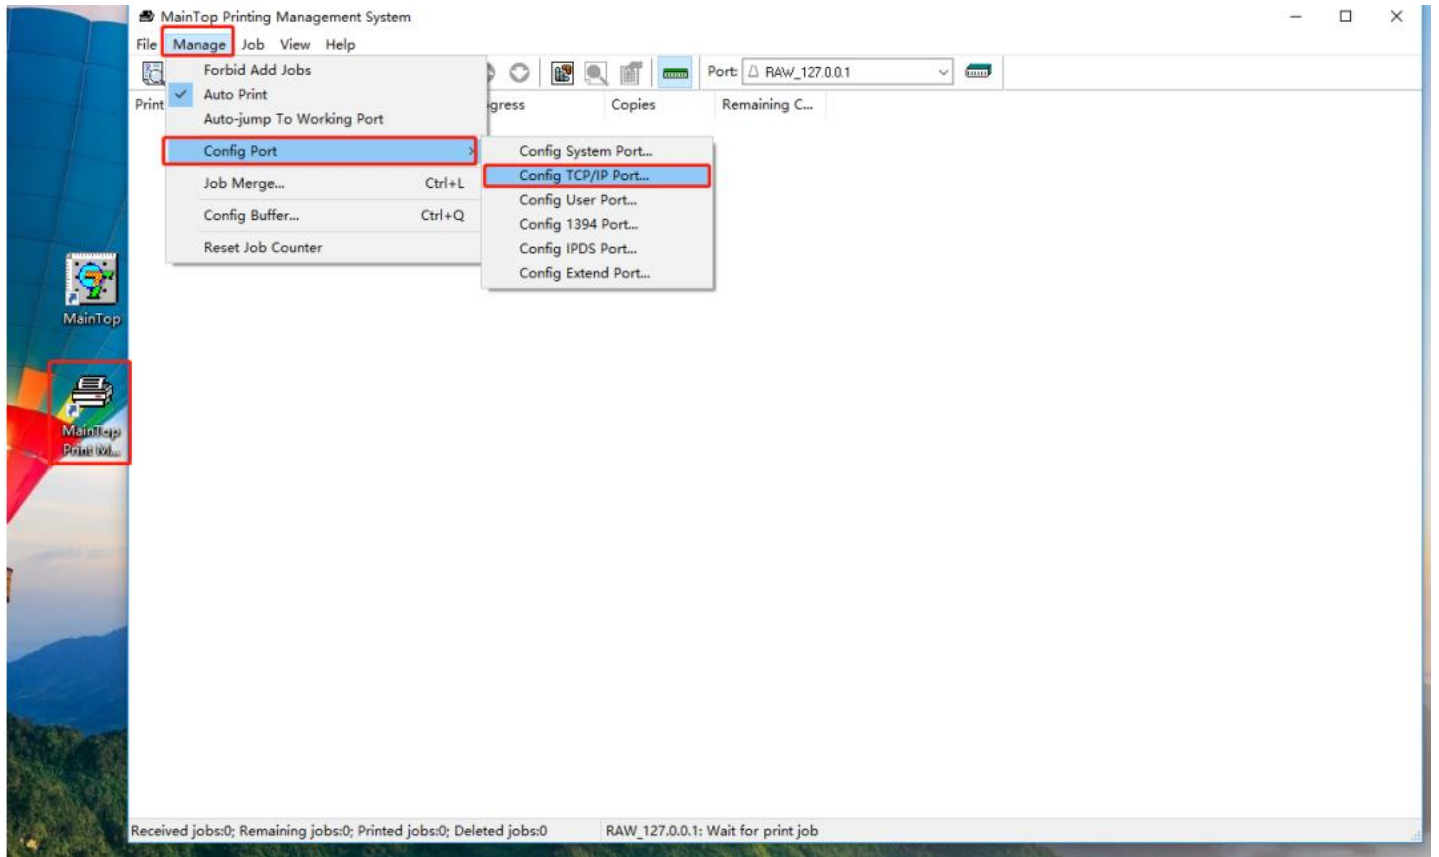 MainTop Printing Management System
File Manage Job View Help
Port: RAW_127.0.0.1
Print
gress Copies Remaining C...
Forbid Add Jobs
Auto Print
Auto-jump To Working Port
Config Port
Job Merge... Ctrl+L
Config Buffer... Ctrl+Q
Reset Job Counter
Config System Port...
Config TCP/IP Port...
Config User Port...
Config 1394 Port...
Config IPDS Port...
Config Extend Port...
MainTop
MainTop
Print M...
Received jobs:0; Remaining jobs:0; Printed jobs:0; Deleted jobs:0 RAW_127.0.0.1: Wait for print job